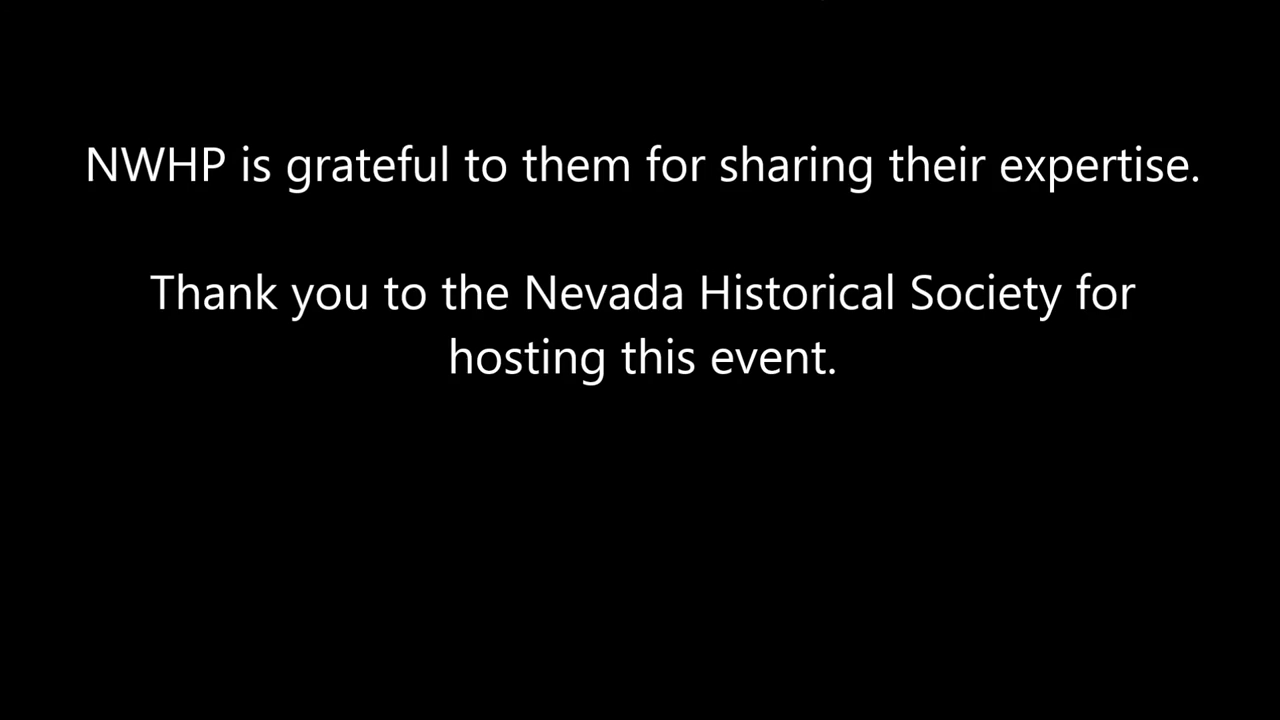 NWHP is grateful to them for sharing their expertise.
Thank you to the Nevada Historical Society for
hosting this event.